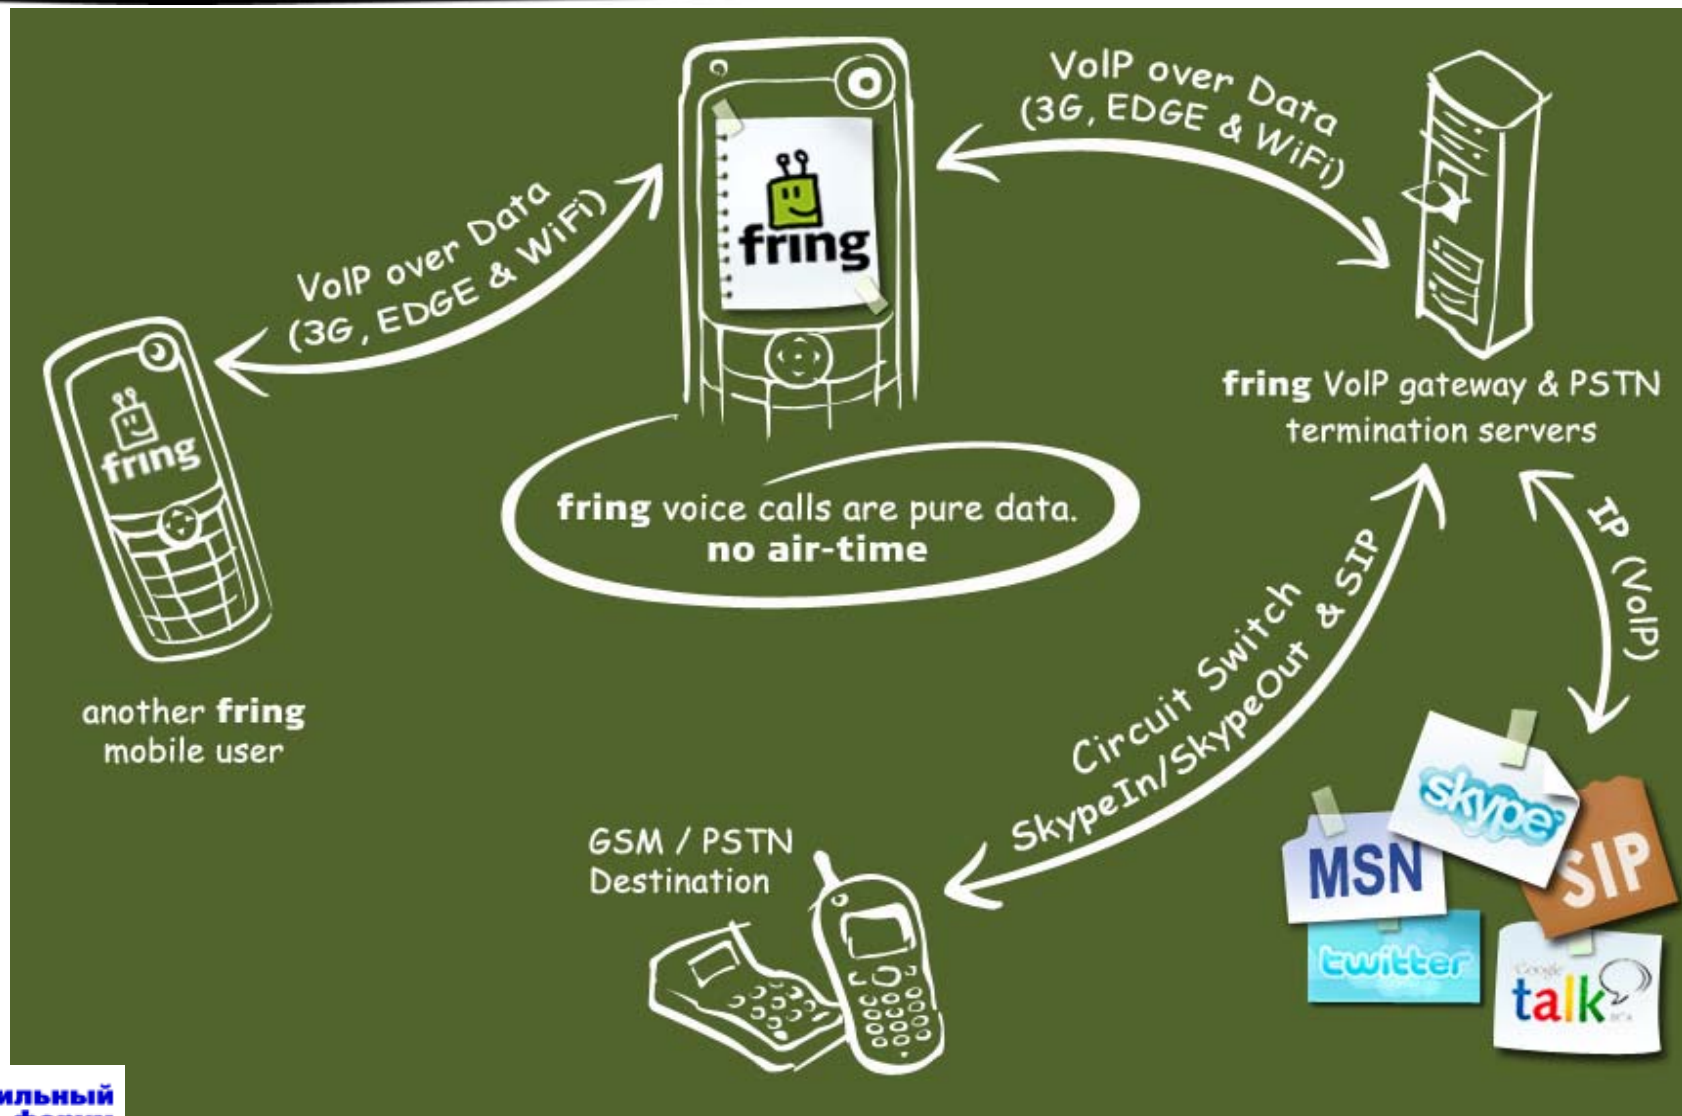 VoIP over Data
(3G, EDGE & WiFi)
VoIP over Data
(3G, EDGE & WiFi)
fring
fring
another fring
mobile user
fring voice calls are pure data.
no air-time
fring VoIP gateway & PSTN
termination servers
Circuit Switch
SkypeIn/SkypeOut & SIP
IP (VoIP)
GSM / PSTN
Destination
skype
MSN
SIP
twitter
Google
talk